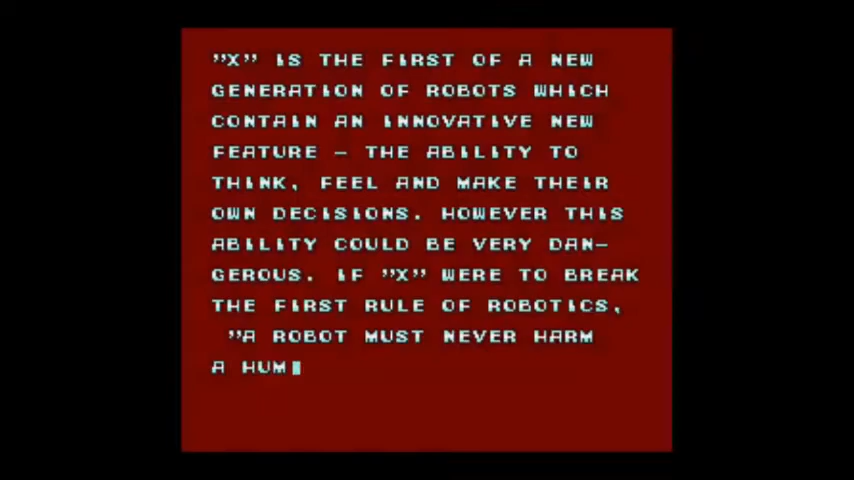 "X" IS THE FIRST OF A NEW
GENERATION OF ROBOTS WHICH
CONTAIN AN INNOVATIVE NEW
FEATURE – THE ABILITY TO
THINK, FEEL AND MAKE THEIR
OWN DECISIONS. HOWEVER THIS
ABILITY COULD BE VERY DAN–
GEROUS. IF "X" WERE TO BREAK
THE FIRST RULE OF ROBOTICS,
"A ROBOT MUST NEVER HARM
A HUM